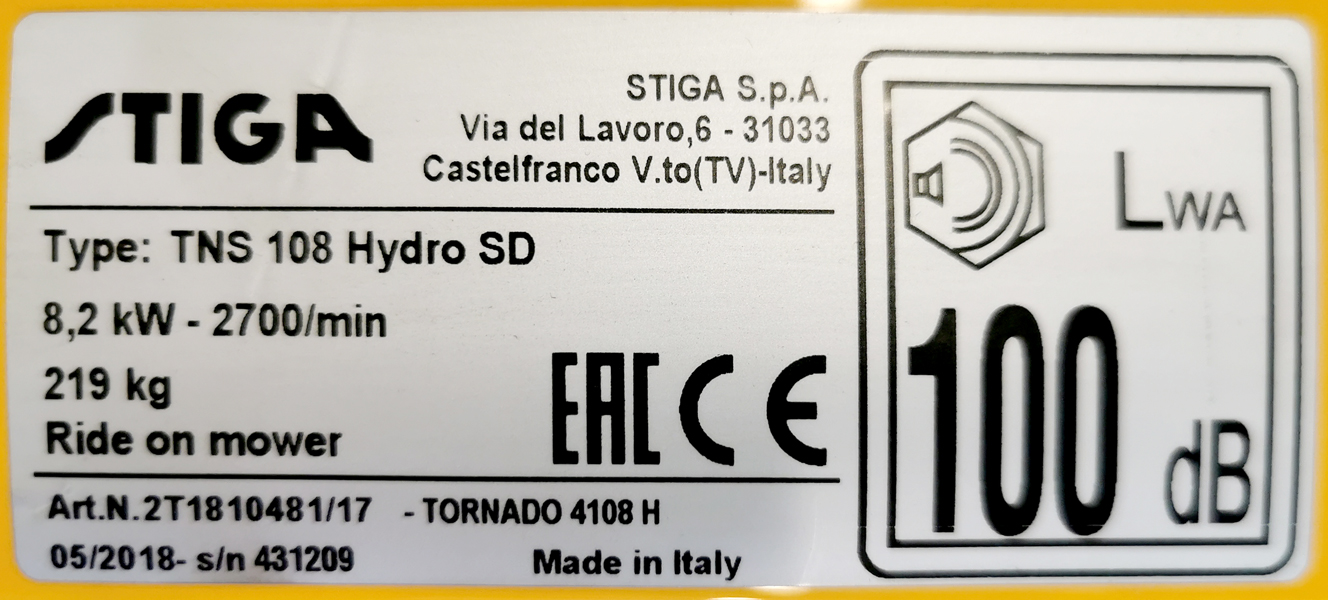 STIGA
STIGA S.p.A.
Via del Lavoro,6 - 31033
Castelfranco V.to(TV)-Italy
Type: TNS 108 Hydro SD
8,2 kW - 2700/min
219 kg
Ride on mower
EAC CE
Art.N.2T1810481/17 - TORNADO 4108 H
05/2018- s/n 431209 Made in Italy
LWA
100 dB